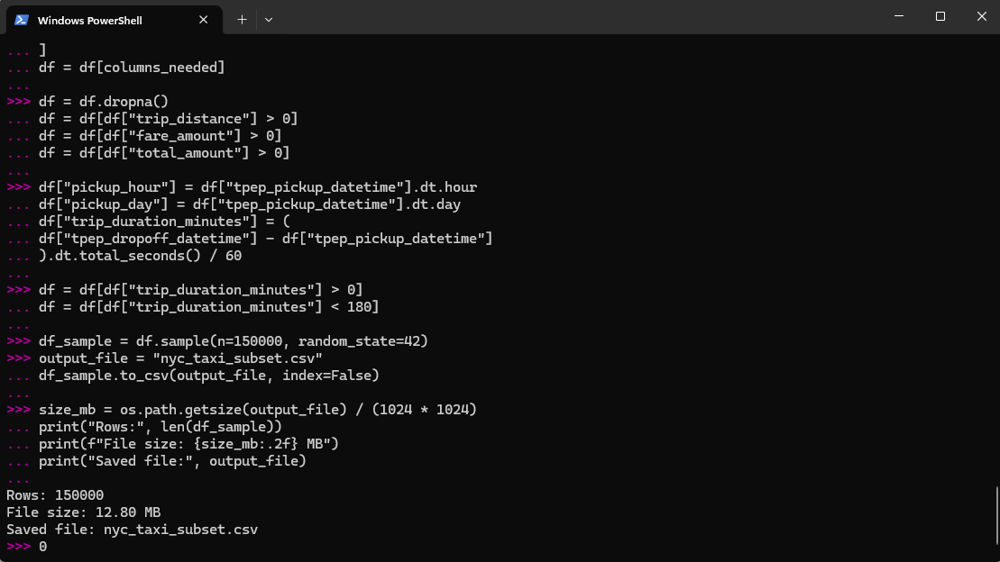 Windows PowerShell
... ]
... df = df[columns_needed]
...
>>> df = df.dropna()
... df = df[df["trip_distance"] > 0]
... df = df[df["fare_amount"] > 0]
... df = df[df["total_amount"] > 0]
...
>>> df["pickup_hour"] = df["tpep_pickup_datetime"].dt.hour
... df["pickup_day"] = df["tpep_pickup_datetime"].dt.day
... df["trip_duration_minutes"] = (
... df["tpep_dropoff_datetime"] - df["tpep_pickup_datetime"]
... ).dt.total_seconds() / 60
...
>>> df = df[df["trip_duration_minutes"] > 0]
... df = df[df["trip_duration_minutes"] < 180]
...
>>> df_sample = df.sample(n=150000, random_state=42)
>>> output_file = "nyc_taxi_subset.csv"
... df_sample.to_csv(output_file, index=False)
...
>>> size_mb = os.path.getsize(output_file) / (1024 * 1024)
... print("Rows:", len(df_sample))
... print(f"File size: {size_mb:.2f} MB")
... print("Saved file:", output_file)
...
Rows: 150000
File size: 12.80 MB
Saved file: nyc_taxi_subset.csv
>>> 0